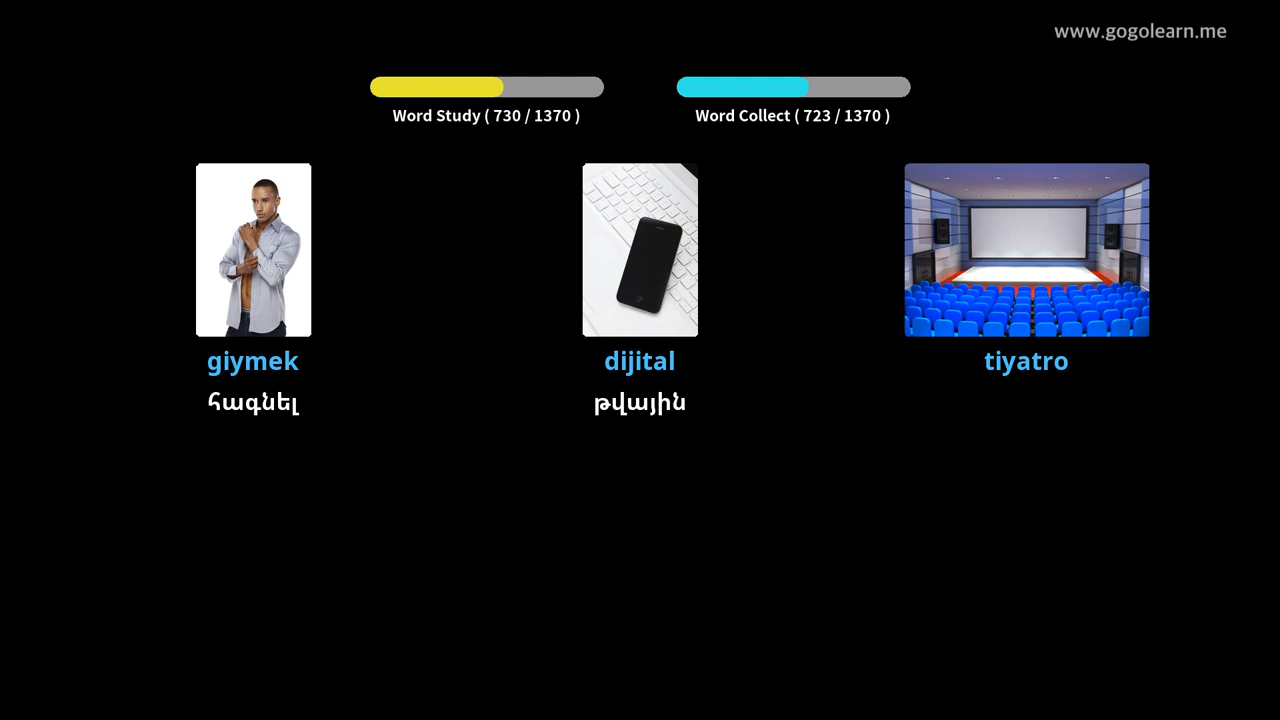 www.gogolearn.me
Word Study ( 730 / 1370 )
Word Collect ( 723 / 1370 )
giymek
dijital
tiyatro
հագնել
թվային